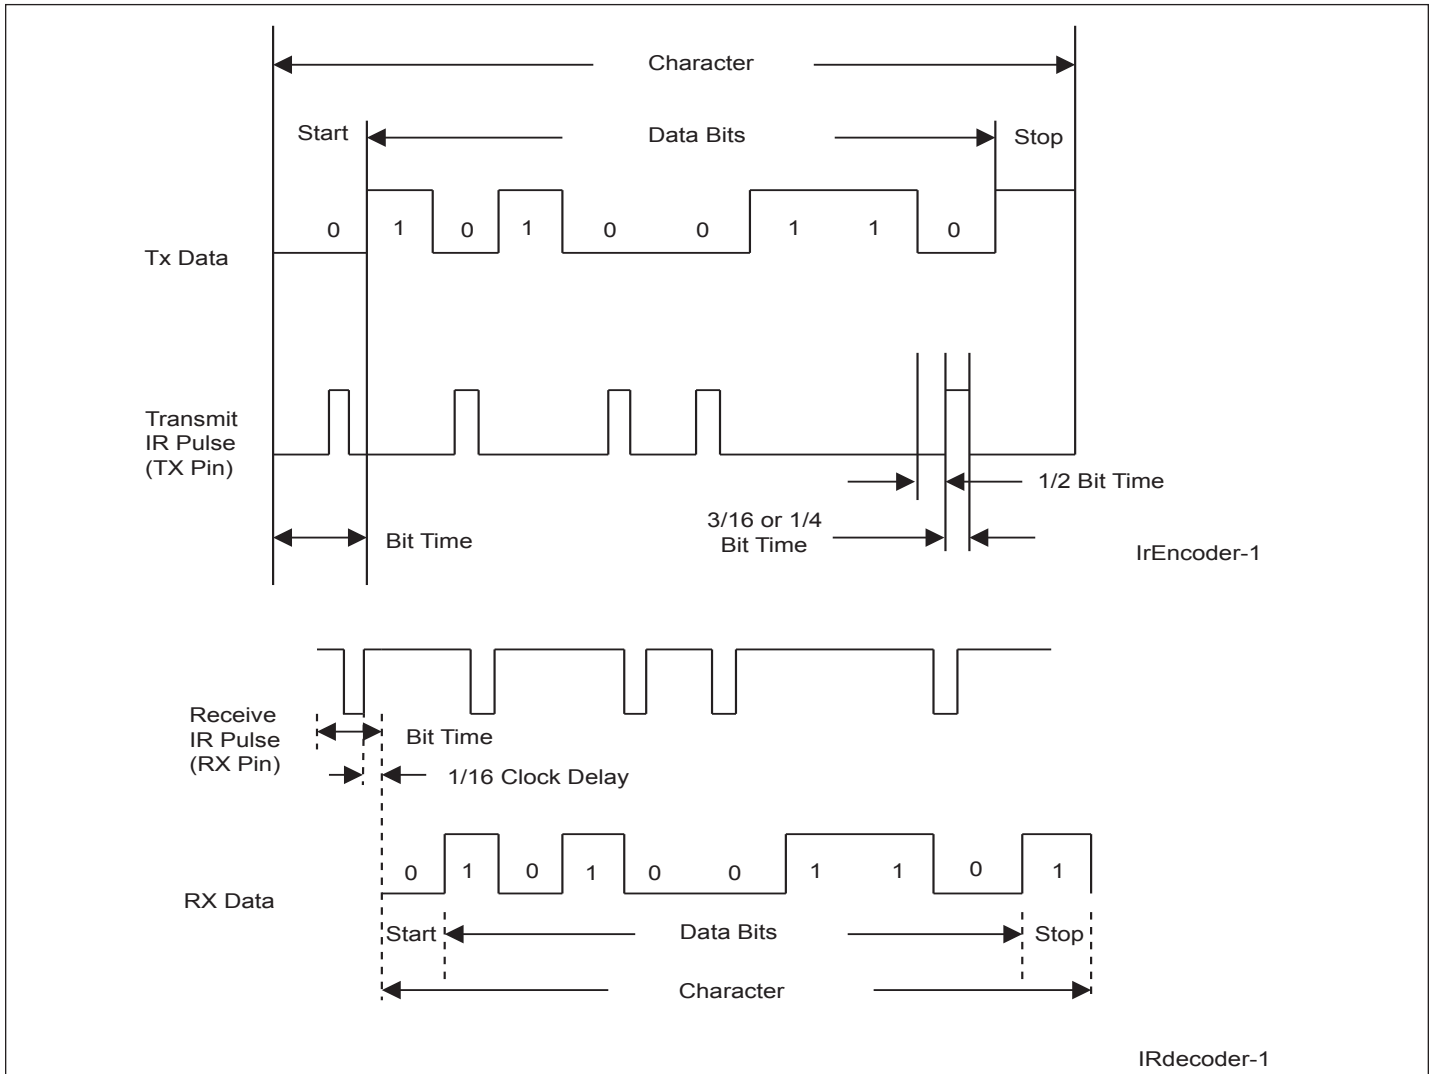 Character
Start
Data Bits
Stop
0 1 0 1 0 0 1 1 0
Tx Data
Transmit
IR Pulse
(TX Pin)
1/2 Bit Time
3/16 or 1/4
Bit Time
Bit Time
IrEncoder-1
Receive
IR Pulse
(RX Pin)
Bit Time
1/16 Clock Delay
0 1 0 1 0 0 1 1 0 1
RX Data
Start
Data Bits
Stop
Character
IRdecoder-1